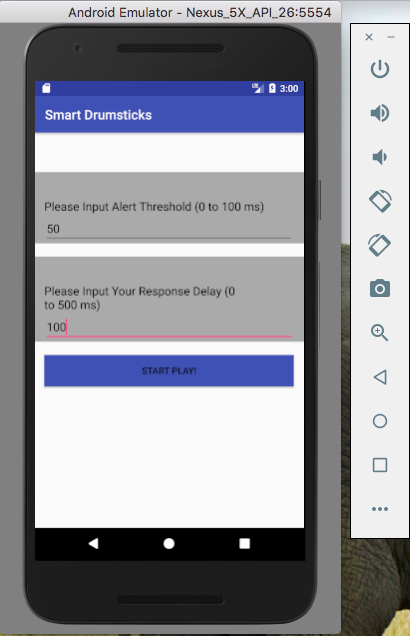 Android Emulator - Nexus_5X_API_26:5554
3:00
Smart Drumsticks
Please Input Alert Threshold (0 to 100 ms)
50
Please Input Your Response Delay (0
to 500 ms)
100
START PLAY!